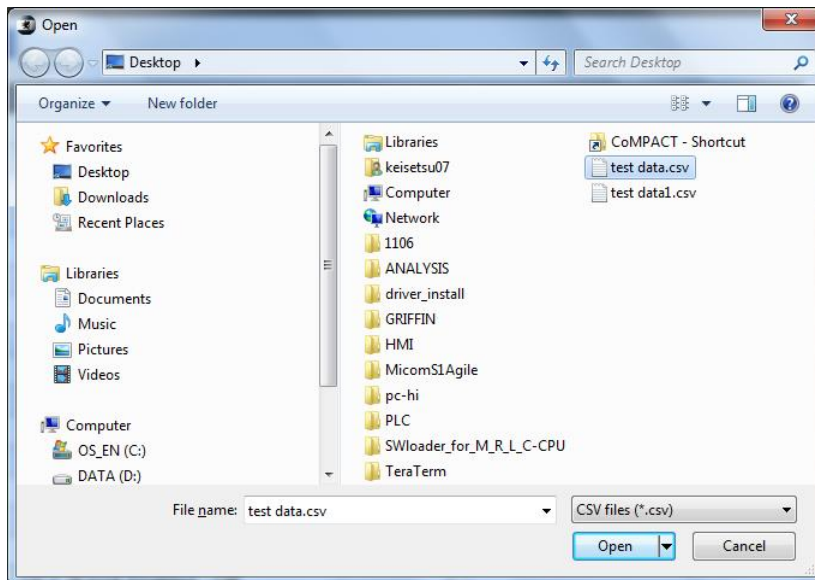 Open
Desktop
Search Desktop
Organize
New folder
Favorites
Desktop
Downloads
Recent Places
Libraries
Documents
Music
Pictures
Videos
Computer
OS_EN (C:)
DATA (D:)
Libraries
keisetsu07
Computer
Network
1106
ANALYSIS
driver_install
GRIFFIN
HMI
MicomS1Agile
pc-hi
PLC
SWloader_for_M_R_L_C-CPU
TeraTerm
CoMPACT - Shortcut
test data.csv
test data1.csv
File name: test data.csv
CSV files (*.csv)
Open
Cancel